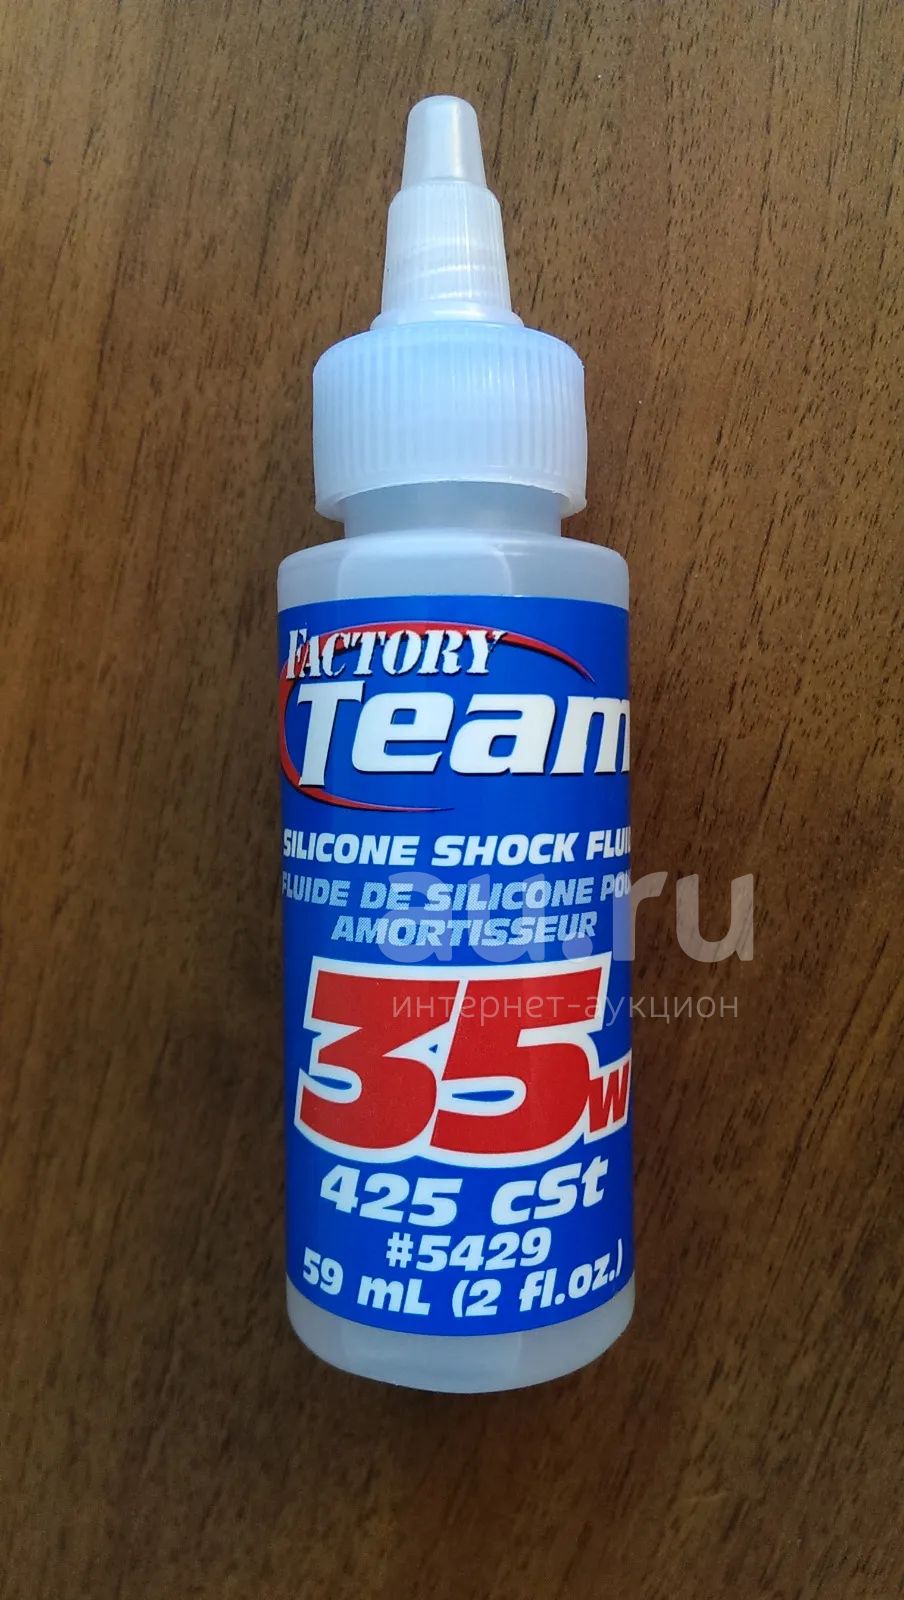 FACTORY
Team
SILICONE SHOCK FLUI
FLUIDE DE SILICONE POU
AMORTISSEUR
au.ru
интернет-аукцион
35w
425 cSt
#5429
59 mL (2 fl.oz.)